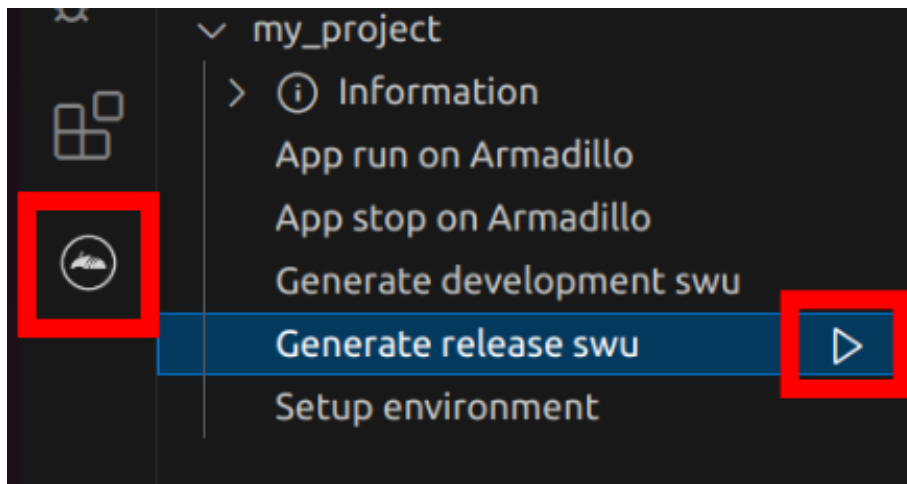 my_project
Information
App run on Armadillo
App stop on Armadillo
Generate development swu
Generate release swu
Setup environment